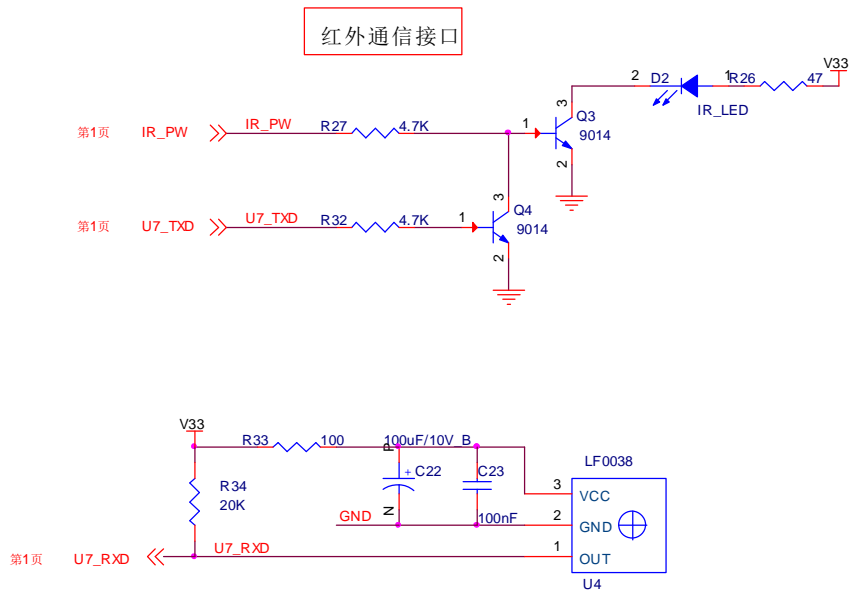 红外通信接口
V33
2 D2 1 R26 47
IR_LED
3 Q3
第1页 IR_PW IR_PW R27 4.7K 1 9014
2
3 Q4
第1页 U7_TXD U7_TXD R32 4.7K 1 9014
2
V33
R33 100 100uF/10V_B
P
LF0038
R34 + C22 C23
20K
3 VCC
N
GND 100nF 2 GND
第1页 U7_RXD U7_RXD 1 OUT
U4